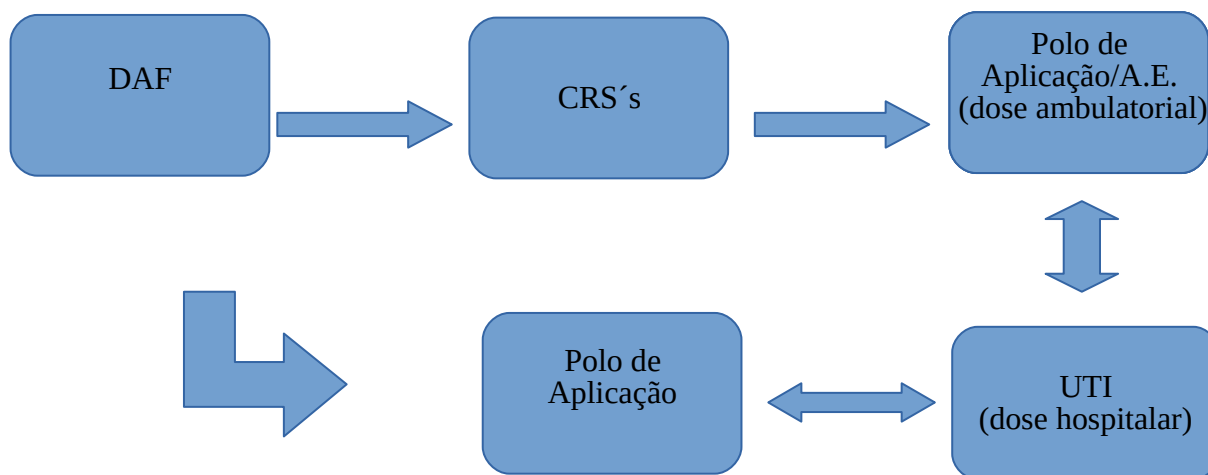 DAF
CRS´s
Polo de
Aplicação/A.E.
(dose ambulatorial)
Polo de
Aplicação
UTI
(dose hospitalar)